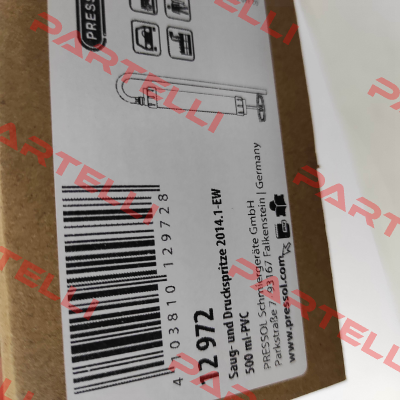 PRESSOL
4 103810 129728
12 972
Saug- und Druckspritze 2014.1-EW
500 ml-PVC
PRESSOL Schmiergeräte GmbH
Parkstraße 7 | 93167 Falkenstein | Germany
www.pressol.com
PARTELLI
PARTELLI
PARTELLI
PARTELLI
PARTELLI